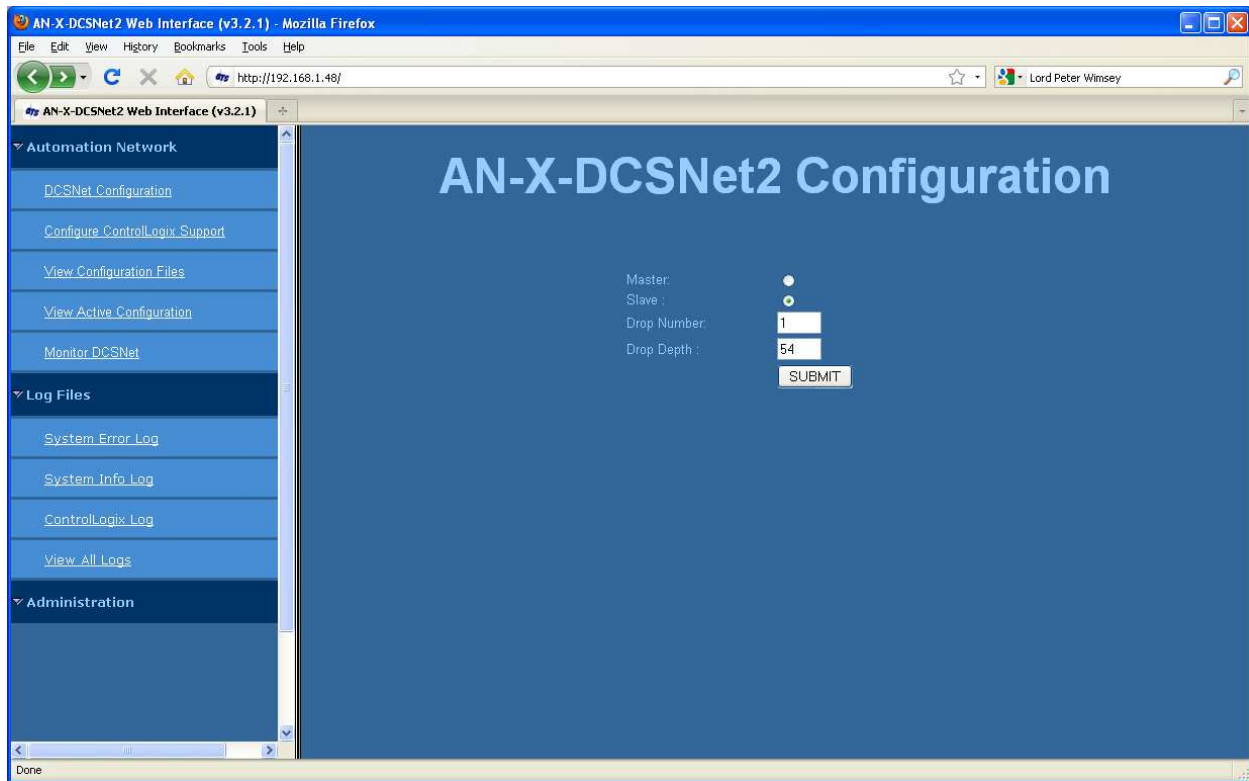 AN-X-DCSNet2 Web Interface (v3.2.1) - Mozilla Firefox
File Edit View History Bookmarks Tools Help
http://192.168.1.48/
Lord Peter Wimsey
AN-X-DCSNet2 Web Interface (v3.2.1)
Automation Network
DCSNet Configuration
Configure ControlLogix Support
View Configuration Files
View Active Configuration
Monitor DCSNet
Log Files
System Error Log
System Info Log
ControlLogix Log
View All Logs
Administration
AN-X-DCSNet2 Configuration
Master:
Slave :
Drop Number: 1
Drop Depth : 54
SUBMIT
Done